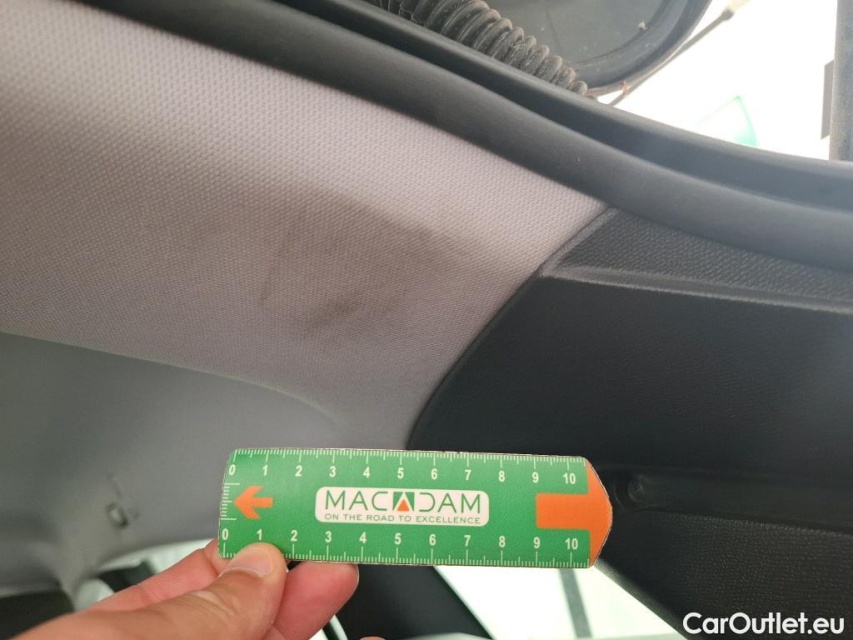 0 1 2 3 4 5 6 7 8 9 10
MACADAM
ON THE ROAD TO EXCELLENCE
0 1 2 3 4 5 6 7 8 9 10
CarOutlet.eu